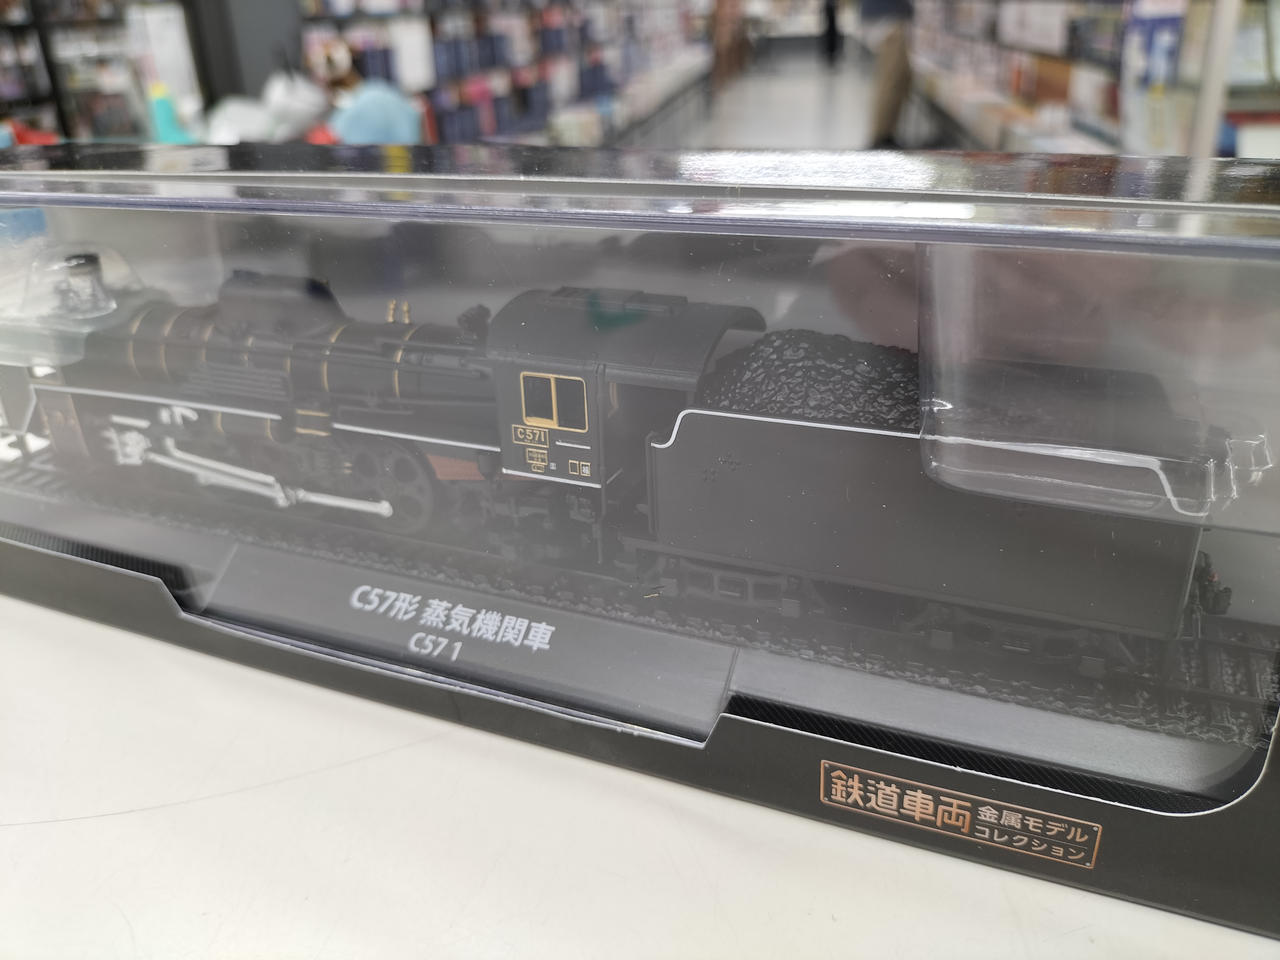 C571
C57形 蒸気機関車
C57 1
鉄道車両 金属モデル
コレクション